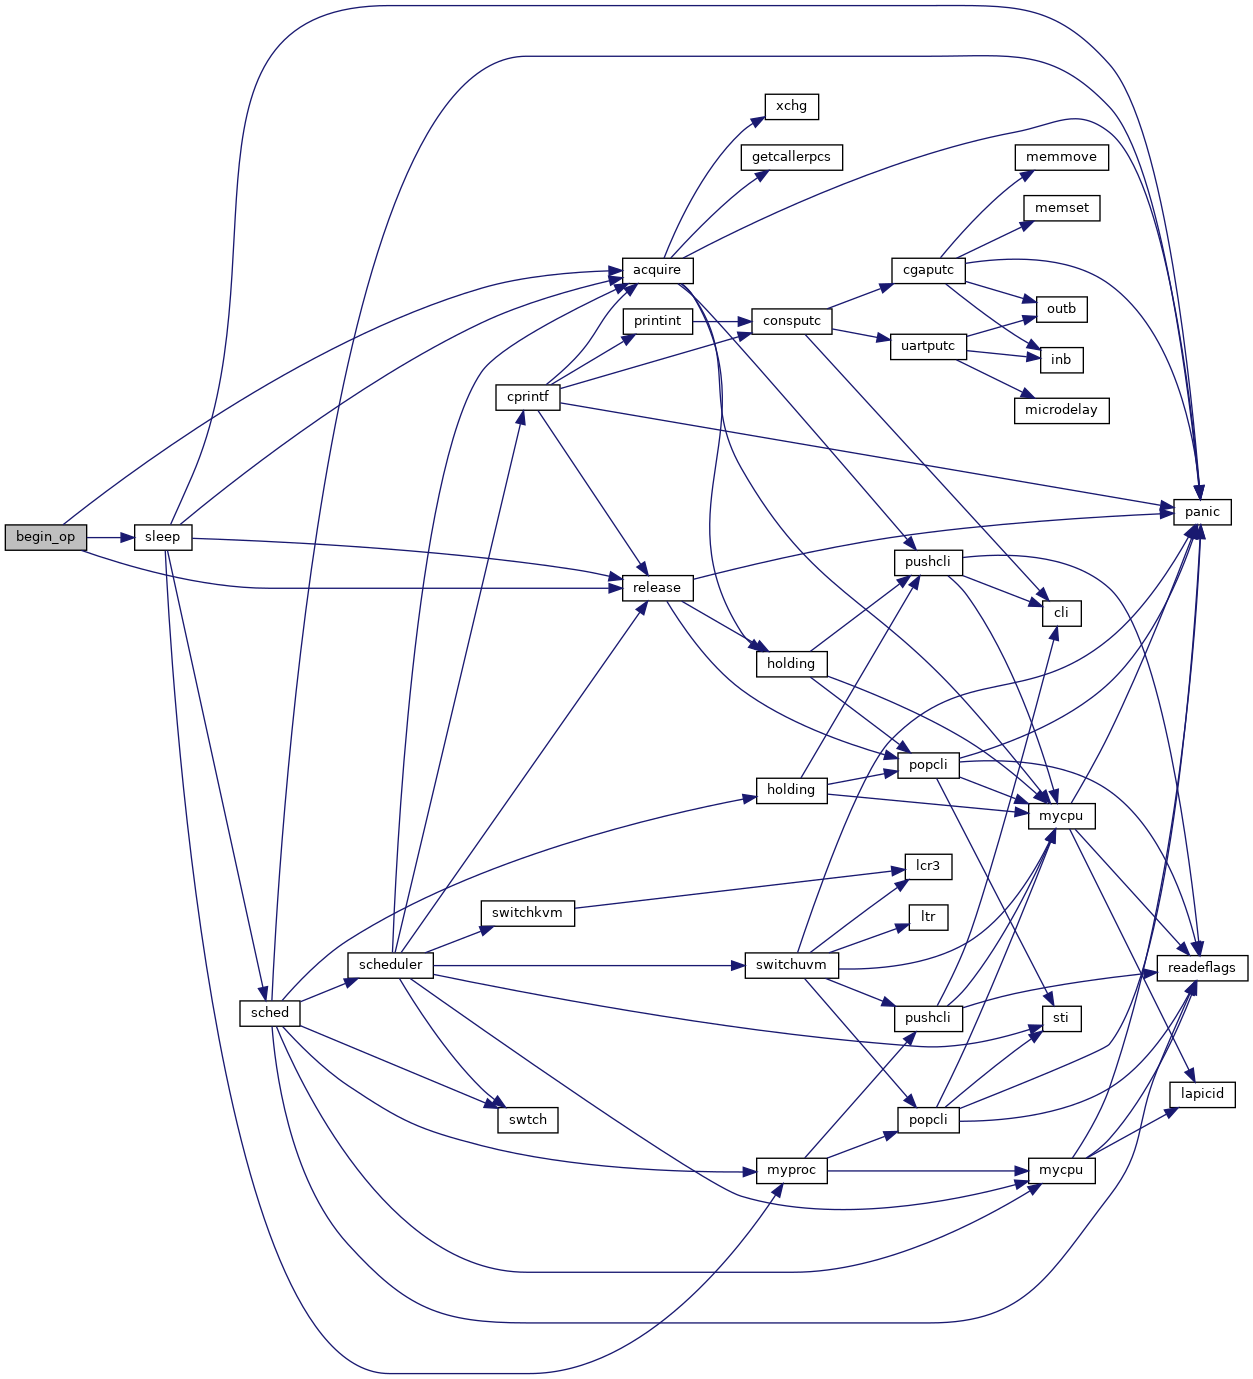 xchg
getcallerpcs
memmove
memset
acquire
cgaputc
outb
printint
consputc
uartputc
inb
cprintf
microdelay
panic
begin_op
sleep
pushcli
release
cli
holding
popcli
holding
mycpu
lcr3
switchkvm
ltr
scheduler
switchuvm
readeflags
sched
pushcli
sti
lapicid
swtch
popcli
myproc
mycpu